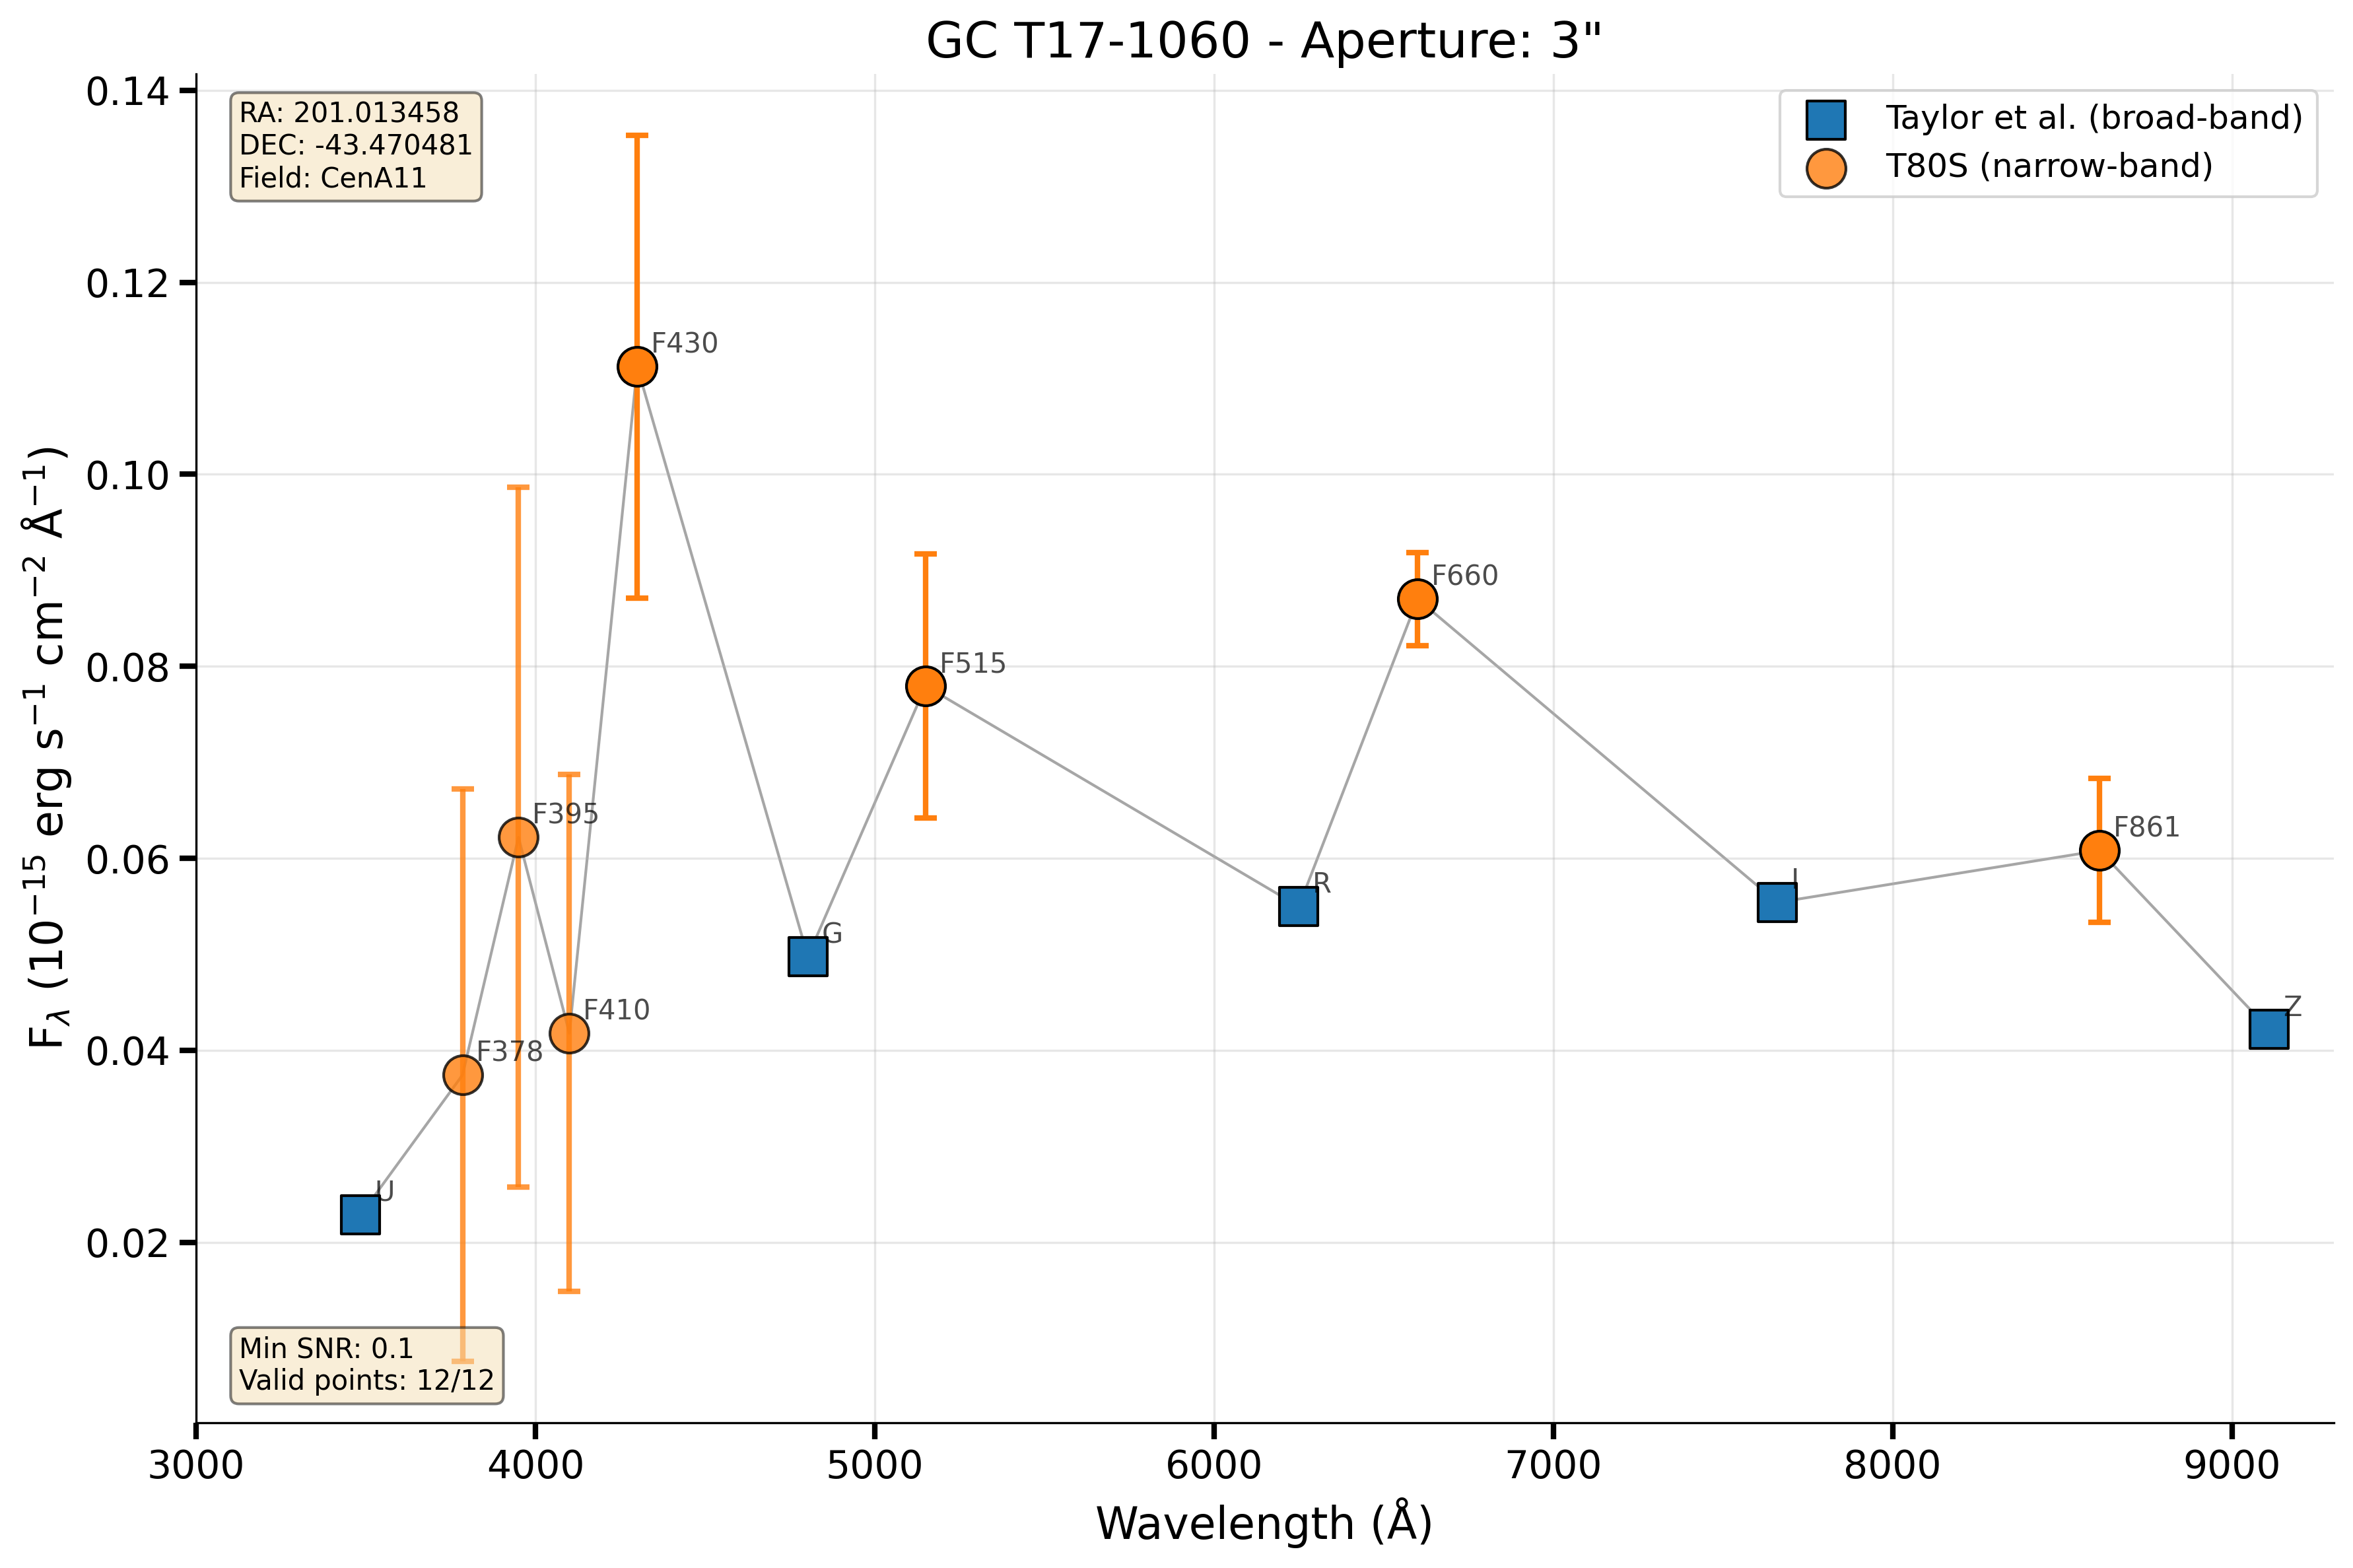 GC T17-1060 - Aperture: 3"
RA: 201.013458
DEC: -43.470481
Field: CenA11
Taylor et al. (broad-band)
T80S (narrow-band)
0.14
0.12
0.10
0.08
0.06
0.04
0.02
F_λ (10⁻¹⁵ erg s⁻¹ cm⁻² Å⁻¹)
F430
F660
F515
F395
F861
R
I
G
F410
Z
F378
U
Min SNR: 0.1
Valid points: 12/12
3000
4000
5000
6000
7000
8000
9000
Wavelength (Å)